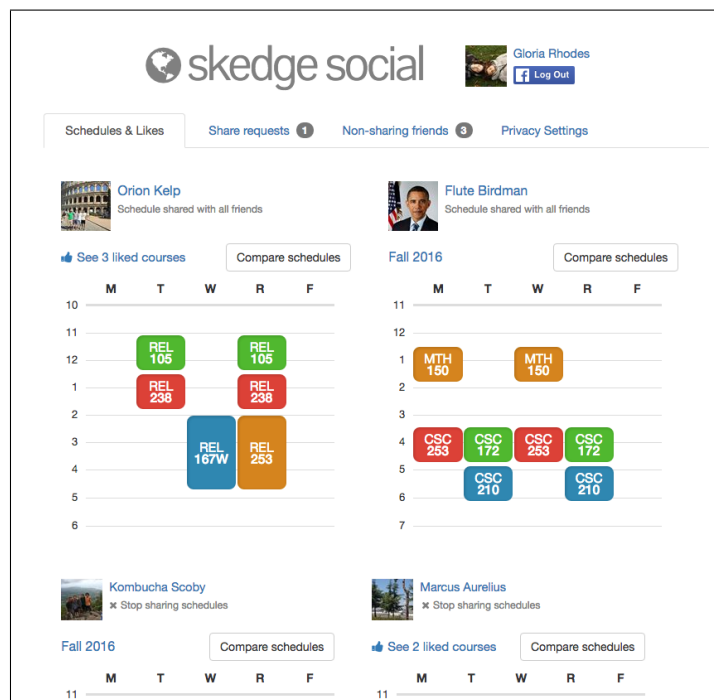 skedge social
Gloria Rhodes
f Log Out
Schedules & Likes Share requests 1 Non-sharing friends 3 Privacy Settings
Orion Kelp
Schedule shared with all friends
See 3 liked courses Compare schedules
M T W R F
10
11
12
1
2
3
4
5
6
REL 105
REL 105
REL 238
REL 238
REL 167W
REL 253
Flute Birdman
Schedule shared with all friends
Fall 2016 Compare schedules
M T W R F
11
12
1
2
3
4
5
6
7
MTH 150
MTH 150
CSC 253
CSC 172
CSC 253
CSC 172
CSC 210
CSC 210
Kombucha Scoby
× Stop sharing schedules
Fall 2016 Compare schedules
M T W R F
11
Marcus Aurelius
× Stop sharing schedules
See 2 liked courses Compare schedules
M T W R F
11